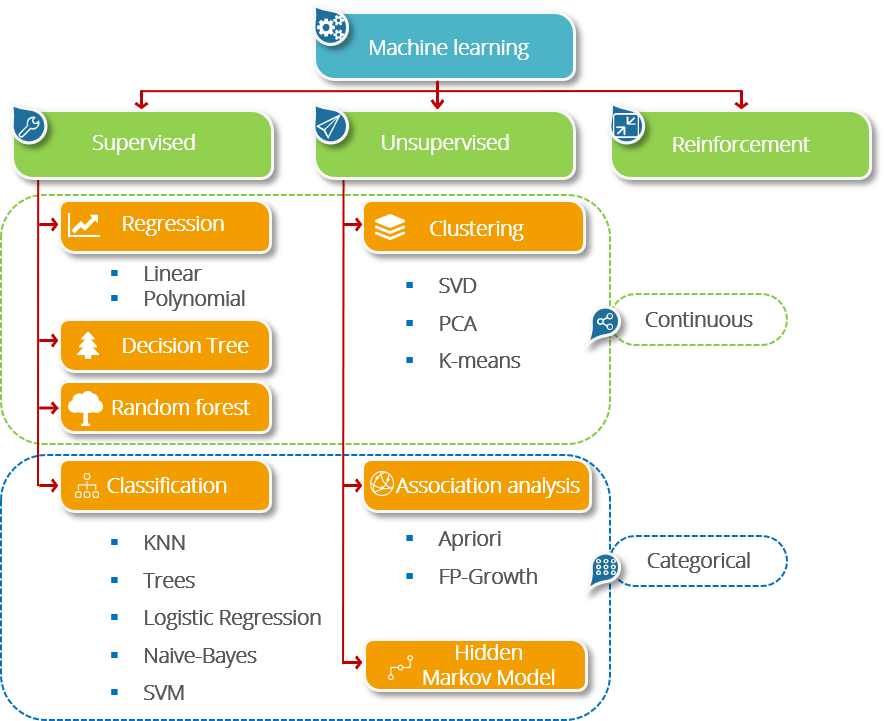 Machine learning
Supervised
Unsupervised
Reinforcement
Regression
Linear
Polynomial
Decision Tree
Random forest
Clustering
SVD
PCA
K-means
Continuous
Classification
KNN
Trees
Logistic Regression
Naive-Bayes
SVM
Association analysis
Apriori
FP-Growth
Hidden
Markov Model
Categorical